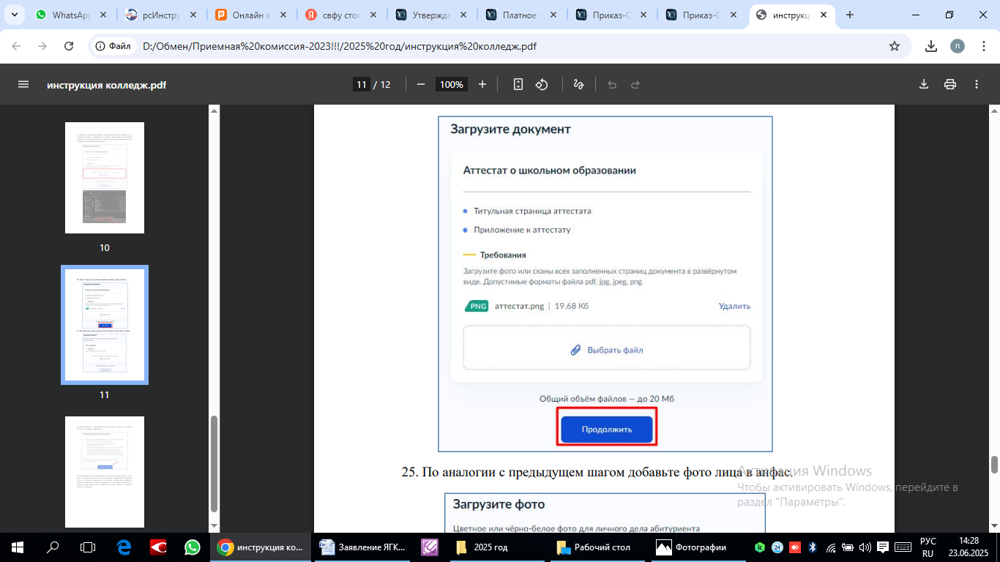 WhatsApp
рсИнстру
Онлайн к
свфу стои
Утвержде
Платное
Приказ-С
Приказ-С
инструкц
Файл
D:/Обмен/Приемная%20комиссия-2023!!!/2025%20год/инструкция%20колледж.pdf
п
инструкция колледж.pdf
11 / 12
100%
10
11
Загрузите документ
Аттестат о школьном образовании
Титульная страница аттестата
Приложение к аттестату
Требования
Загрузите фото или сканы всех заполненных страниц документа в развёрнутом
виде. Допустимые форматы файла pdf, jpg, jpeg, png
PNG аттестат.png | 19.68 Кб
Удалить
Выбрать файл
Общий объём файлов — до 20 Мб
Продолжить
25. По аналогии с предыдущем шагом добавьте фото лица в анфас.
Загрузите фото
Цветное или чёрно-белое фото для личного дела абитуриента
Активация Windows
Чтобы активировать Windows, перейдите в
раздел "Параметры".
инструкция ко...
Заявление ЯГК...
2025 год
Рабочий стол
Фотографии
24
РУС
RU
14:28
23.06.2025